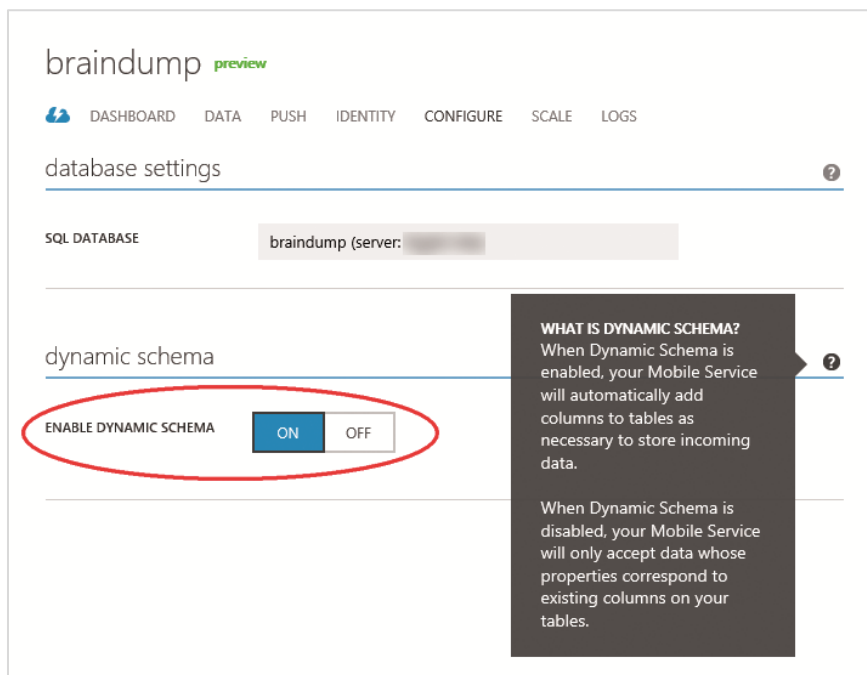 braindump preview
DASHBOARD DATA PUSH IDENTITY CONFIGURE SCALE LOGS
database settings
?
SQL DATABASE
braindump (server:
dynamic schema
?
ENABLE DYNAMIC SCHEMA
ON OFF
WHAT IS DYNAMIC SCHEMA?
When Dynamic Schema is
enabled, your Mobile Service
will automatically add
columns to tables as
necessary to store incoming
data.
When Dynamic Schema is
disabled, your Mobile Service
will only accept data whose
properties correspond to
existing columns on your
tables.